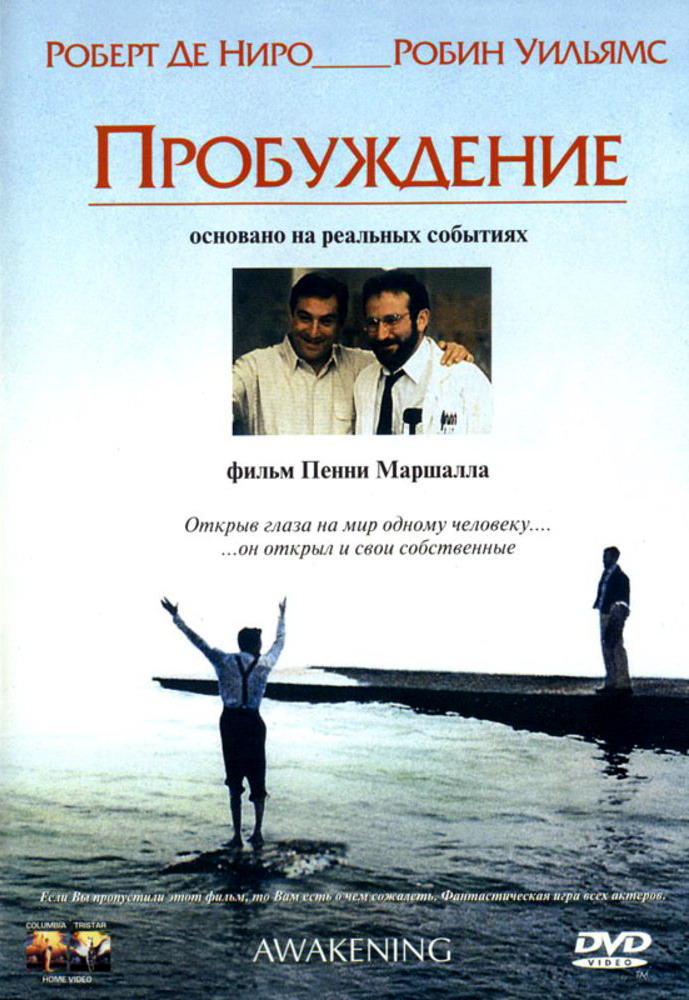 РОБЕРТ ДЕ НИРО____РОБИН УИЛЬЯМС
ПРОБУЖДЕНИЕ
основано на реальных событиях
фильм Пенни Маршалла
Открыв глаза на мир одному человеку....
...он открыл и свои собственные
Если Вы пропустили этот фильм, то Вам есть о чем сожалеть. Фантастическая игра всех актеров.
COLUMBIA TRISTAR
HOME VIDEO
AWAKENING
DVD
VIDEO
TM